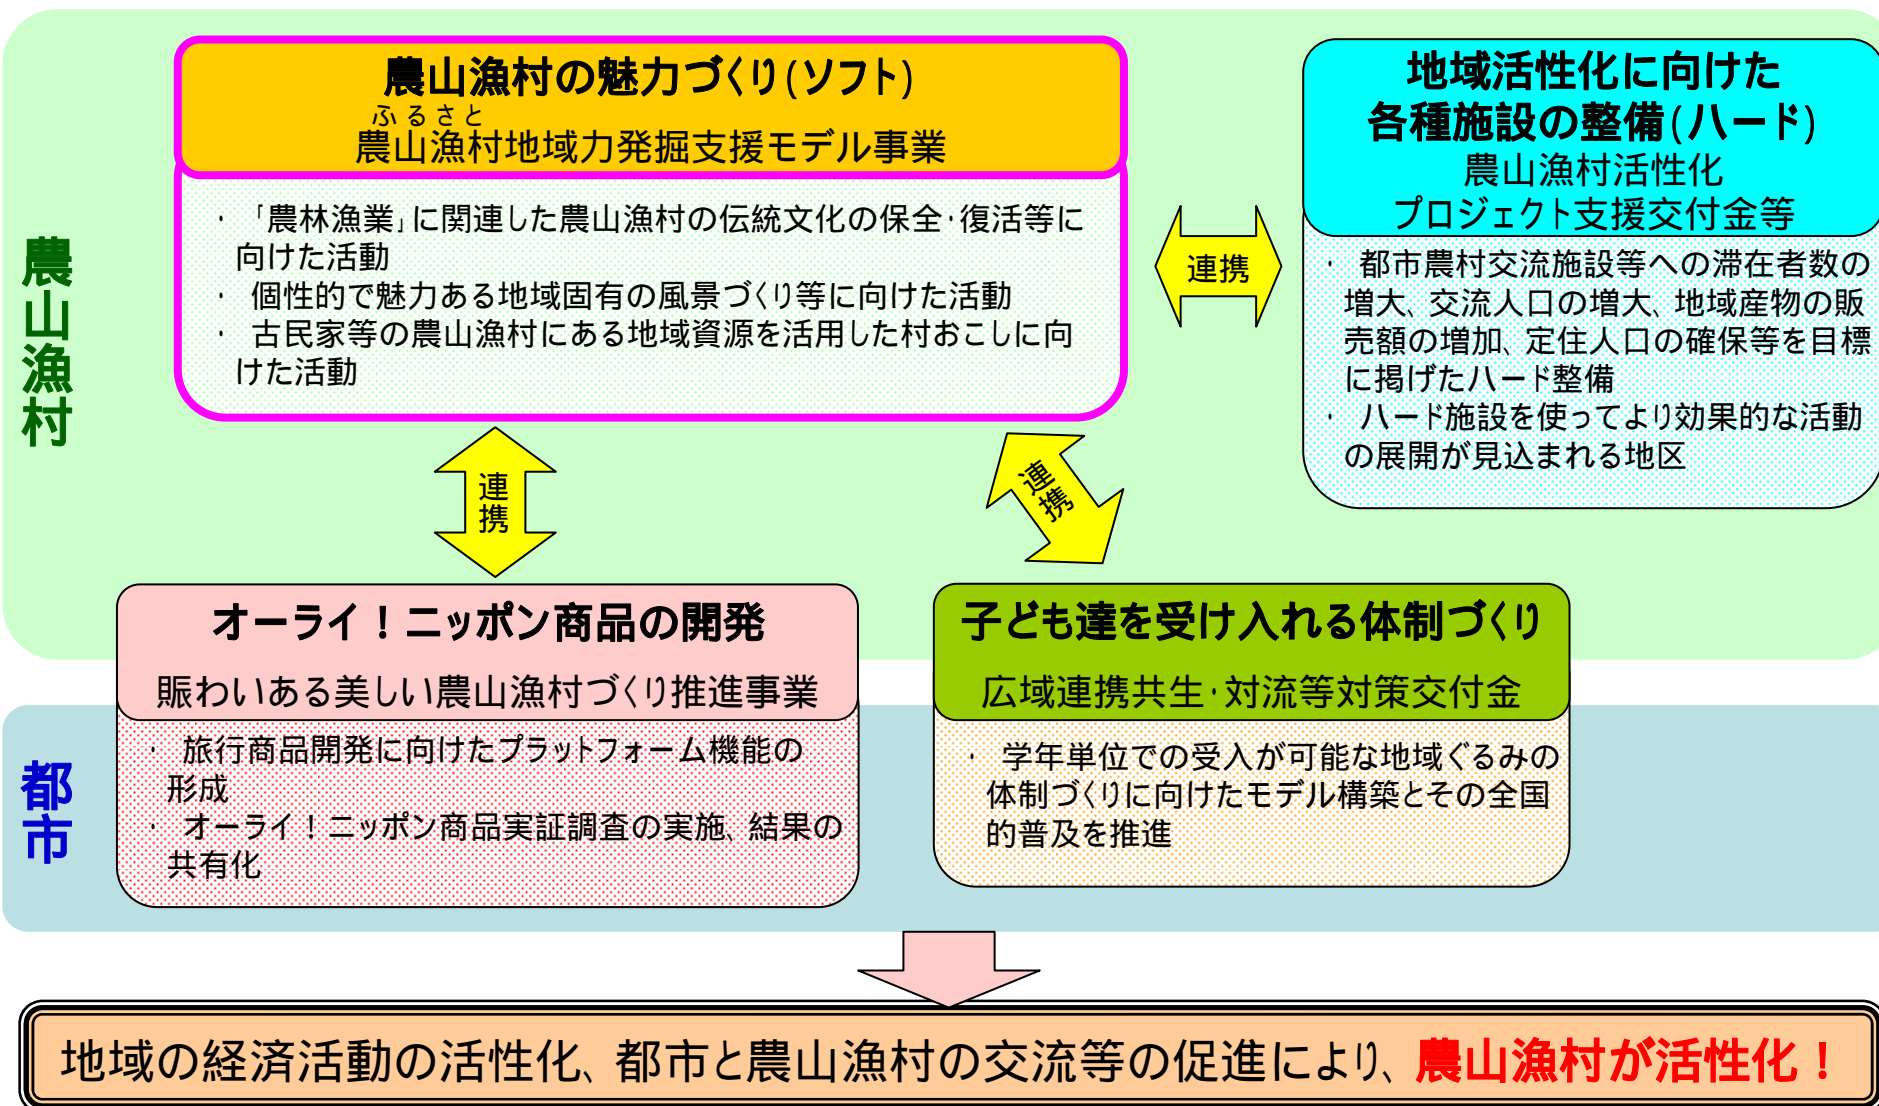 農山漁村の魅力づくり(ソフト)
ふるさと
農山漁村地域力発掘支援モデル事業
・ 「農林漁業」に関連した農山漁村の伝統文化の保全・復活等に
向けた活動
・ 個性的で魅力ある地域固有の風景づくり等に向けた活動
・ 古民家等の農山漁村にある地域資源を活用した村おこしに向
けた活動
連携
地域活性化に向けた
各種施設の整備(ハード)
農山漁村活性化
プロジェクト支援交付金等
・ 都市農村交流施設等への滞在者数の
増大、交流人口の増大、地域産物の販
売額の増加、定住人口の確保等を目標
に掲げたハード整備
・ ハード施設を使ってより効果的な活動
の展開が見込まれる地区
農山漁村
連携
連携
オーライ！ニッポン商品の開発
賑わいある美しい農山漁村づくり推進事業
・ 旅行商品開発に向けたプラットフォーム機能の
形成
・ オーライ！ニッポン商品実証調査の実施、結果の
共有化
子ども達を受け入れる体制づくり
広域連携共生・対流等対策交付金
・ 学年単位での受入が可能な地域ぐるみの
体制づくりに向けたモデル構築とその全国
的普及を推進
都市
地域の経済活動の活性化、都市と農山漁村の交流等の促進により、農山漁村が活性化！